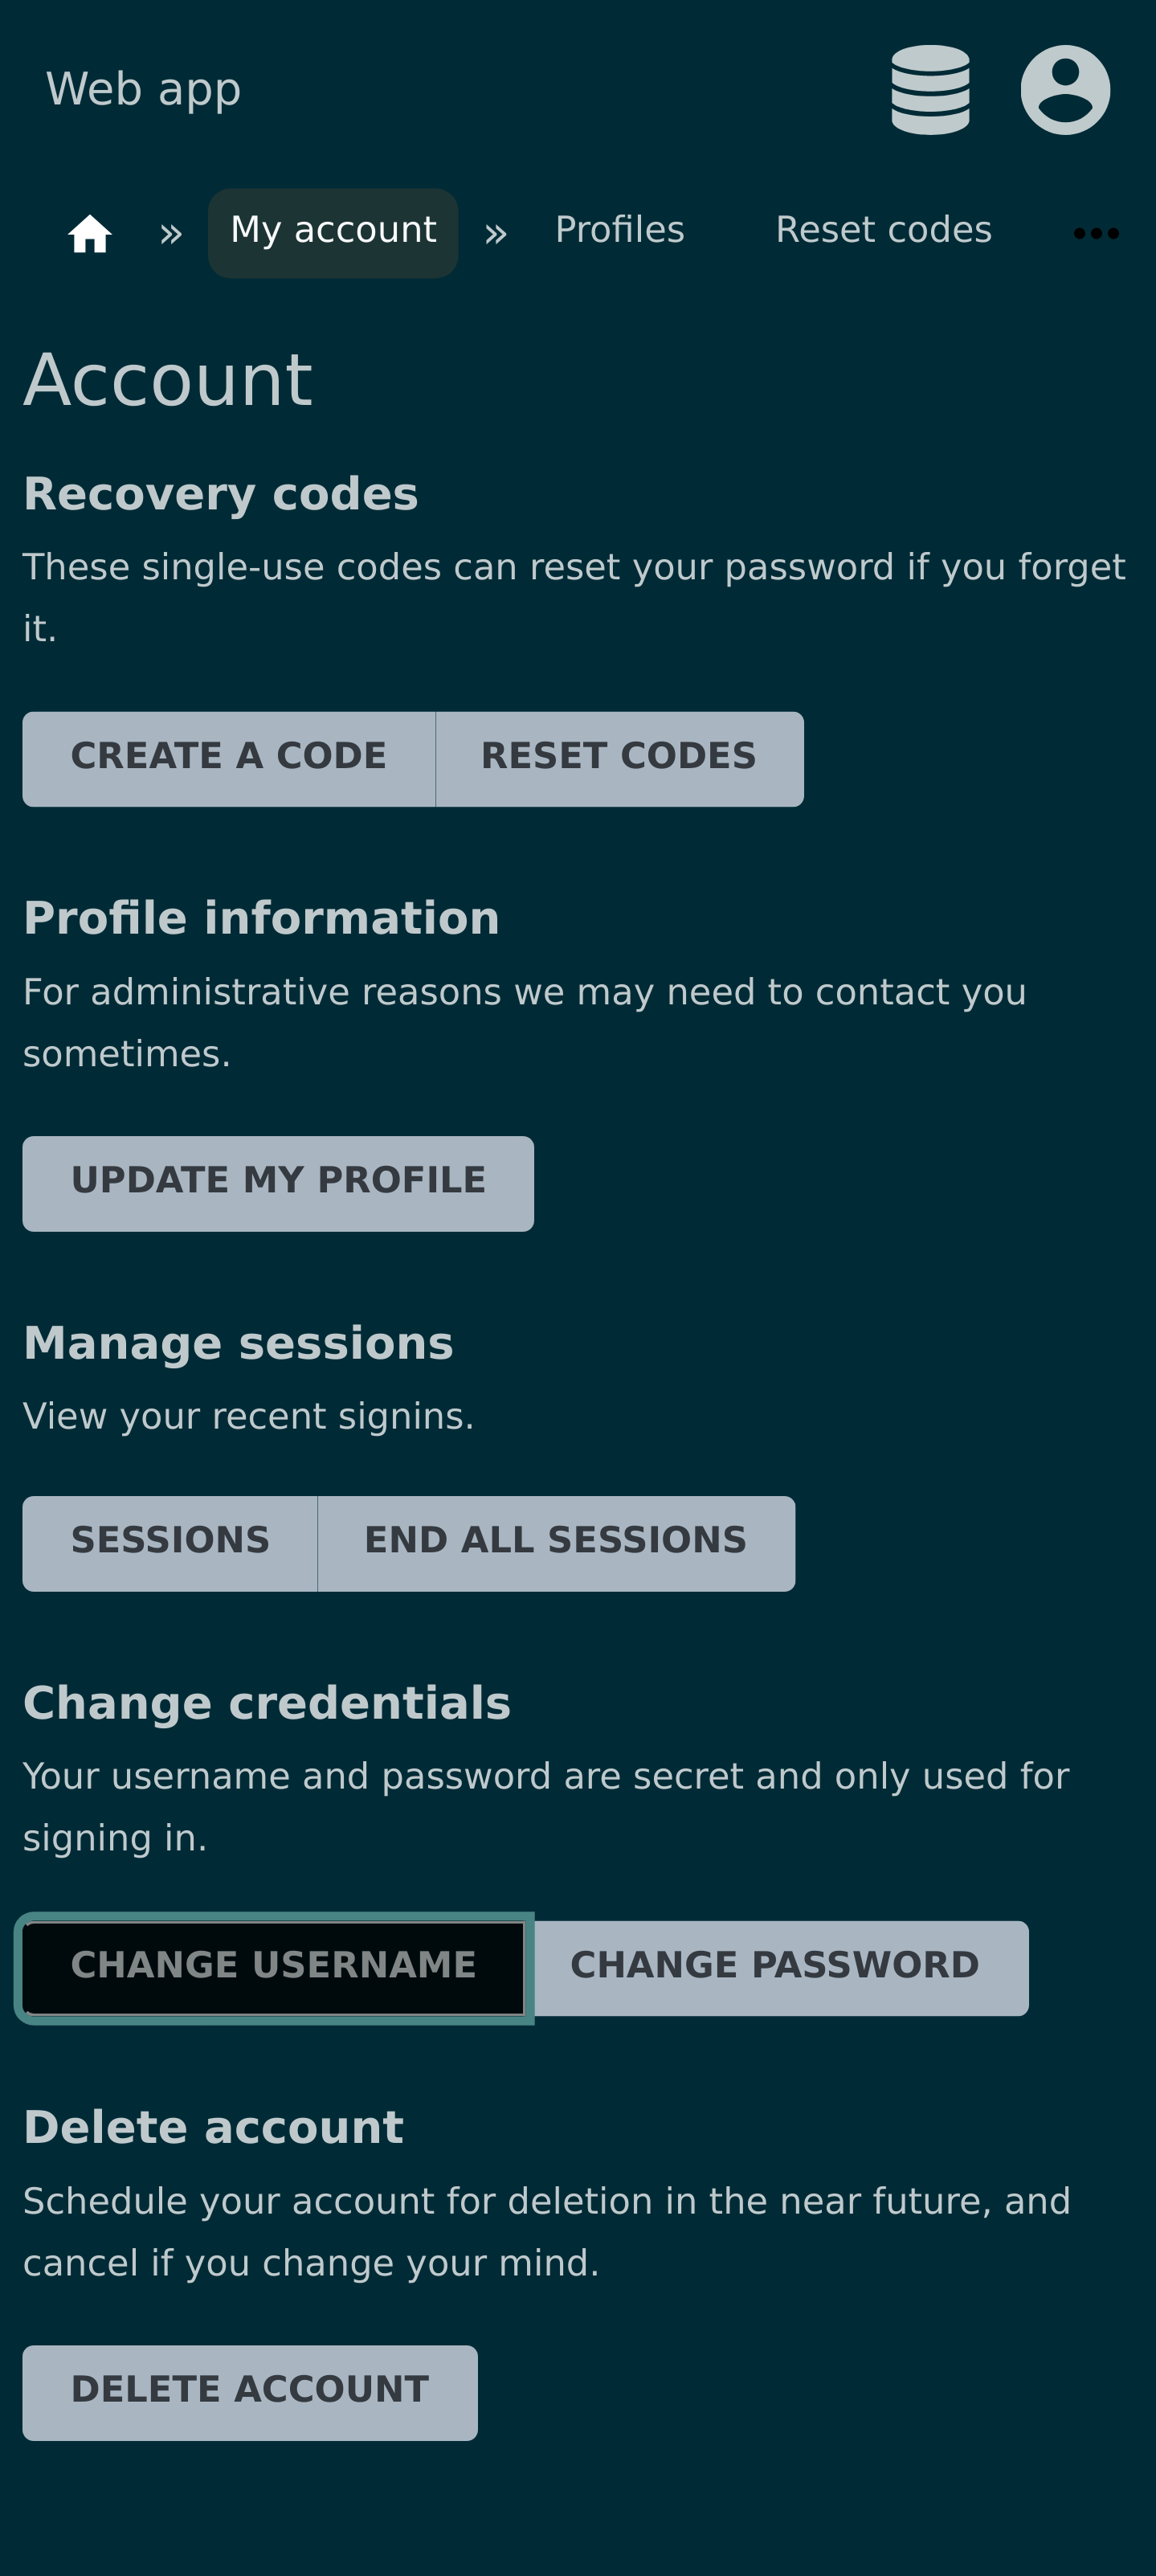 Web app
» My account » Profiles Reset codes •••
Account
Recovery codes
These single-use codes can reset your password if you forget
it.
CREATE A CODE RESET CODES
Profile information
For administrative reasons we may need to contact you
sometimes.
UPDATE MY PROFILE
Manage sessions
View your recent signins.
SESSIONS END ALL SESSIONS
Change credentials
Your username and password are secret and only used for
signing in.
CHANGE USERNAME CHANGE PASSWORD
Delete account
Schedule your account for deletion in the near future, and
cancel if you change your mind.
DELETE ACCOUNT